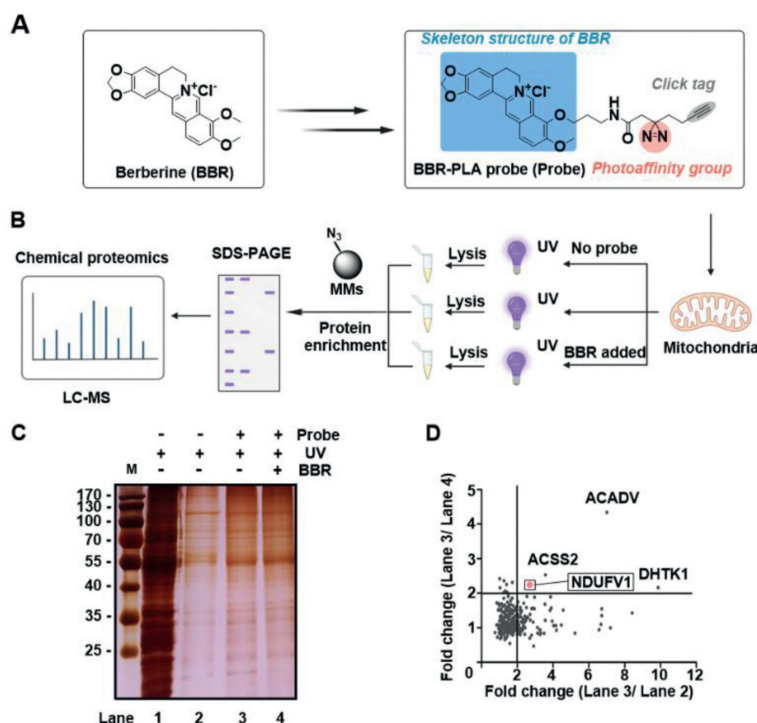 A
Skeleton structure of BBR
Click tag
O
O
N⁺Cl⁻
O
O
Berberine (BBR)
O
O
N⁺Cl⁻
O
O
H
N
O
N=N
BBR-PLA probe (Probe)
Photoaffinity group
B
Chemical proteomics
LC-MS
SDS-PAGE
N₃
MMs
Protein enrichment
Lysis
UV
No probe
Lysis
UV
Lysis
UV
BBR added
Mitochondria
C
- - + + Probe
+ + + + UV
M - - - + BBR
170 -
130 -
100 -
70 -
55 -
40 -
35 -
25 -
Lane 1 2 3 4
D
Fold change (Lane 3/ Lane 4)
5
4
3
2
1
0
ACADV
ACSS2
NDUFV1
DHTK1
0 2 4 6 8 10 12
Fold change (Lane 3/ Lane 2)